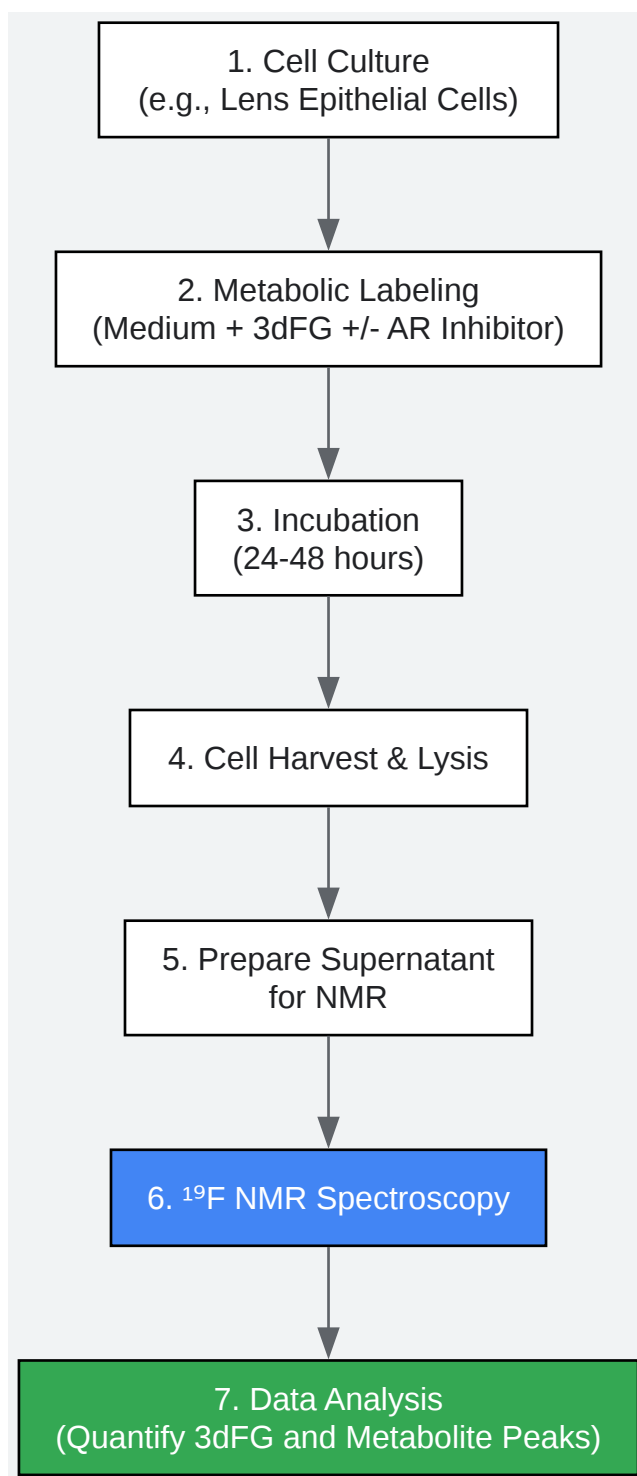 1. Cell Culture
(e.g., Lens Epithelial Cells)
2. Metabolic Labeling
(Medium + 3dFG +/- AR Inhibitor)
3. Incubation
(24-48 hours)
4. Cell Harvest & Lysis
5. Prepare Supernatant
for NMR
6. ¹⁹F NMR Spectroscopy
7. Data Analysis
(Quantify 3dFG and Metabolite Peaks)